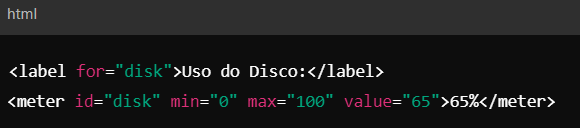 html
<label for="disk">Uso do Disco:</label>
<meter id="disk" min="0" max="100" value="65">65%</meter>